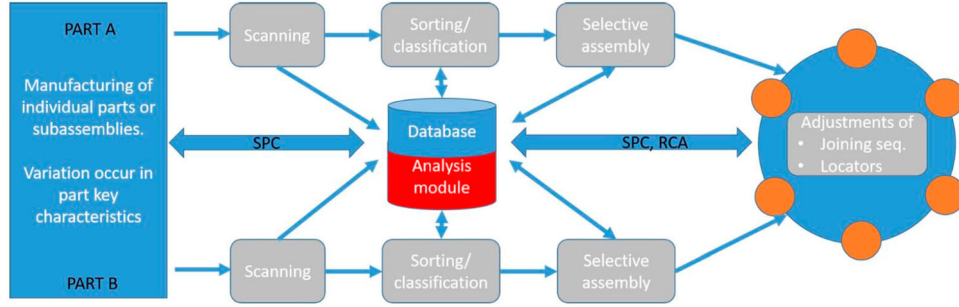 PART A
Manufacturing of
individual parts or
subassemblies.
Variation occur in
part key
characteristics
PART B
Scanning
Sorting/
classification
Selective
assembly
SPC
Database
Analysis
module
SPC, RCA
Adjustments of
• Joining seq.
• Locators
Scanning
Sorting/
classification
Selective
assembly